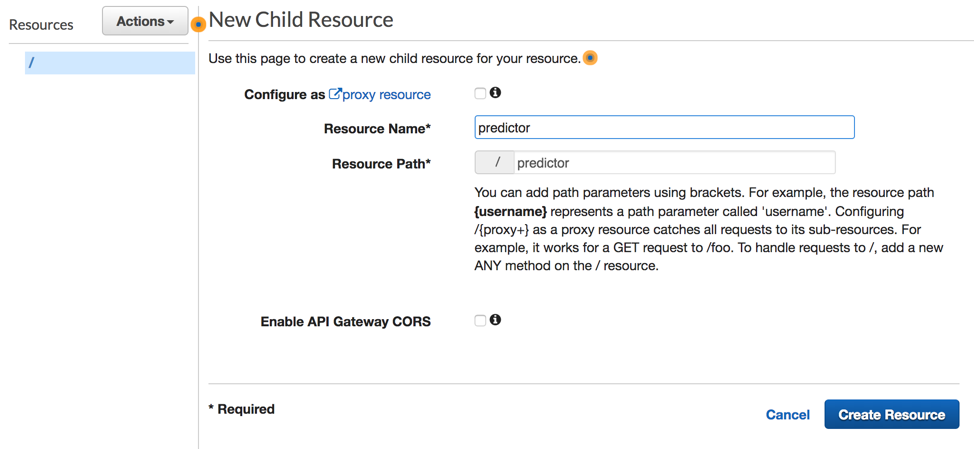 Resources
Actions
New Child Resource
/
Use this page to create a new child resource for your resource.
Configure as proxy resource
Resource Name*
predictor
Resource Path*
/ predictor
You can add path parameters using brackets. For example, the resource path
{username} represents a path parameter called 'username'. Configuring
/{proxy+} as a proxy resource catches all requests to its sub-resources. For
example, it works for a GET request to /foo. To handle requests to /, add a new
ANY method on the / resource.
Enable API Gateway CORS
* Required
Cancel
Create Resource